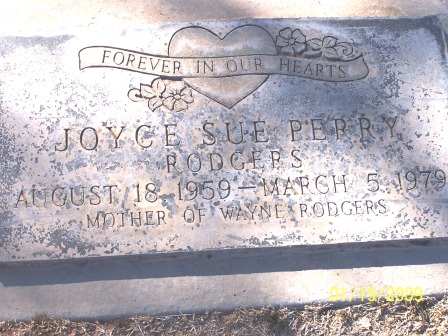 FOREVER IN OUR HEARTS
JOYCE SUE PERRY
RODGERS
AUGUST 18, 1959 — MARCH 5, 1979
MOTHER OF WAYNE RODGERS
01/19/2009